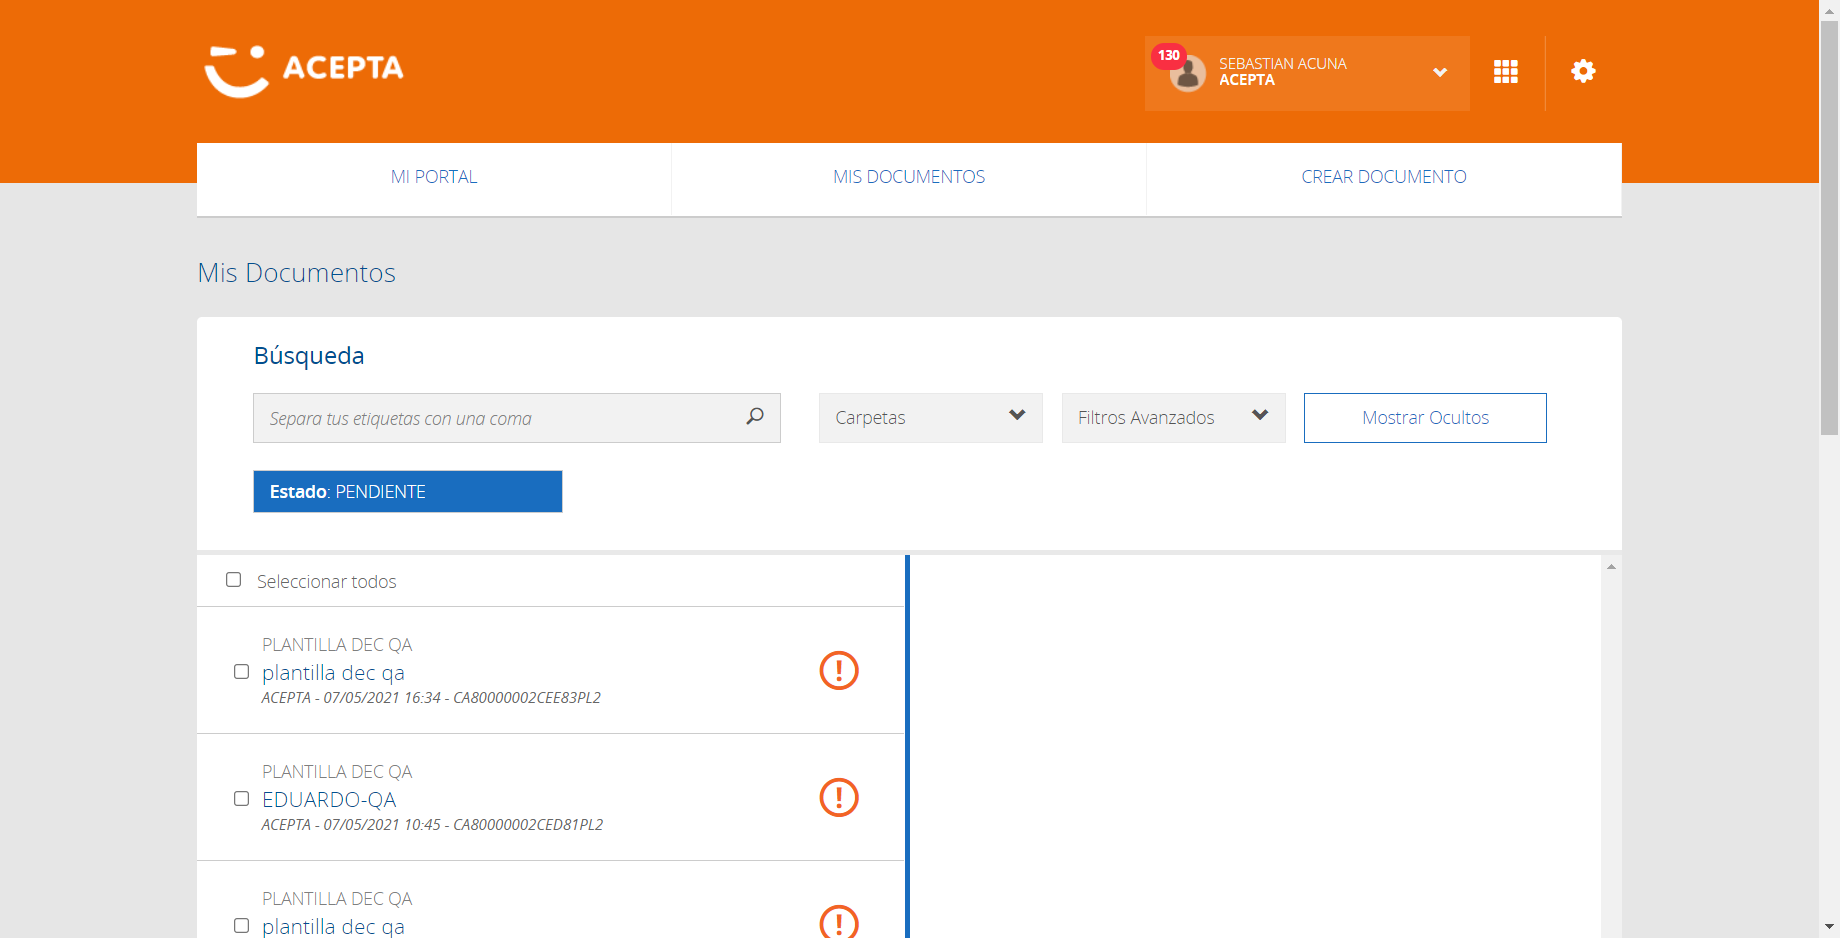 ACEPTA
130
SEBASTIAN ACUNA
ACEPTA
MI PORTAL
MIS DOCUMENTOS
CREAR DOCUMENTO
Mis Documentos
Búsqueda
Separa tus etiquetas con una coma
Carpetas
Filtros Avanzados
Mostrar Ocultos
Estado: PENDIENTE
Seleccionar todos
PLANTILLA DEC QA
plantilla dec qa
ACEPTA - 07/05/2021 16:34 - CA80000002CEE83PL2
PLANTILLA DEC QA
EDUARDO-QA
ACEPTA - 07/05/2021 10:45 - CA80000002CED81PL2
PLANTILLA DEC QA
plantilla dec qa